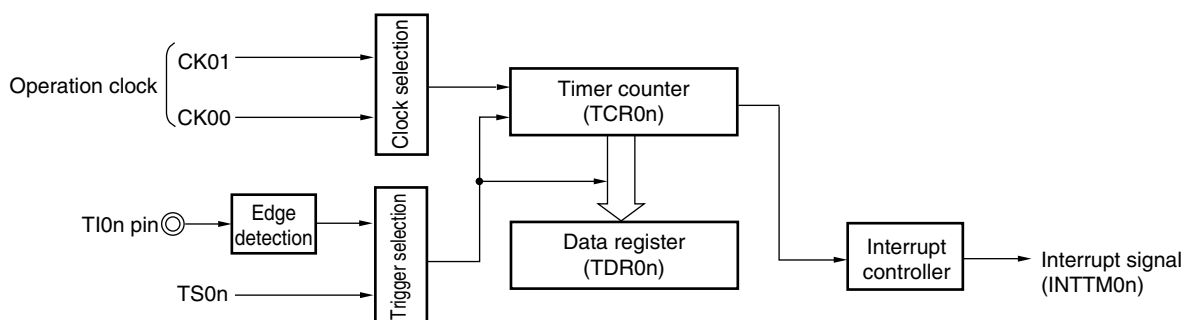 Operation clock
CK01
CK00
Clock selection
Timer counter
(TCR0n)
TI0n pin
Edge
detection
TS0n
Trigger selection
Data register
(TDR0n)
Interrupt
controller
Interrupt signal
(INTTM0n)